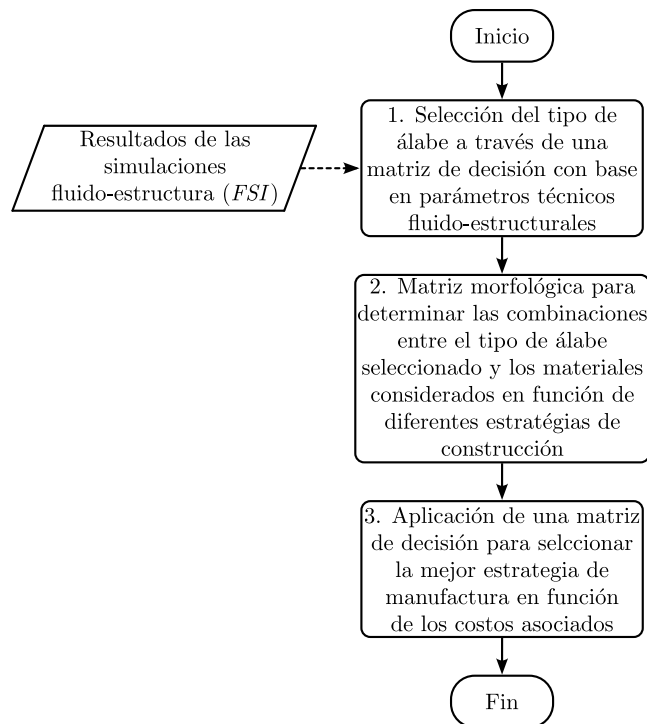 Inicio
Resultados de las
simulaciones
fluido-estructura (FSI)
1. Selección del tipo de
álabe a través de una
matriz de decisión con base
en parámetros técnicos
fluido-estructurales
2. Matriz morfológica para
determinar las combinaciones
entre el tipo de álabe
seleccionado y los materiales
considerados en función de
diferentes estratégias de
construcción
3. Aplicación de una matriz
de decisión para selccionar
la mejor estrategia de
manufactura en función
de los costos asociados
Fin